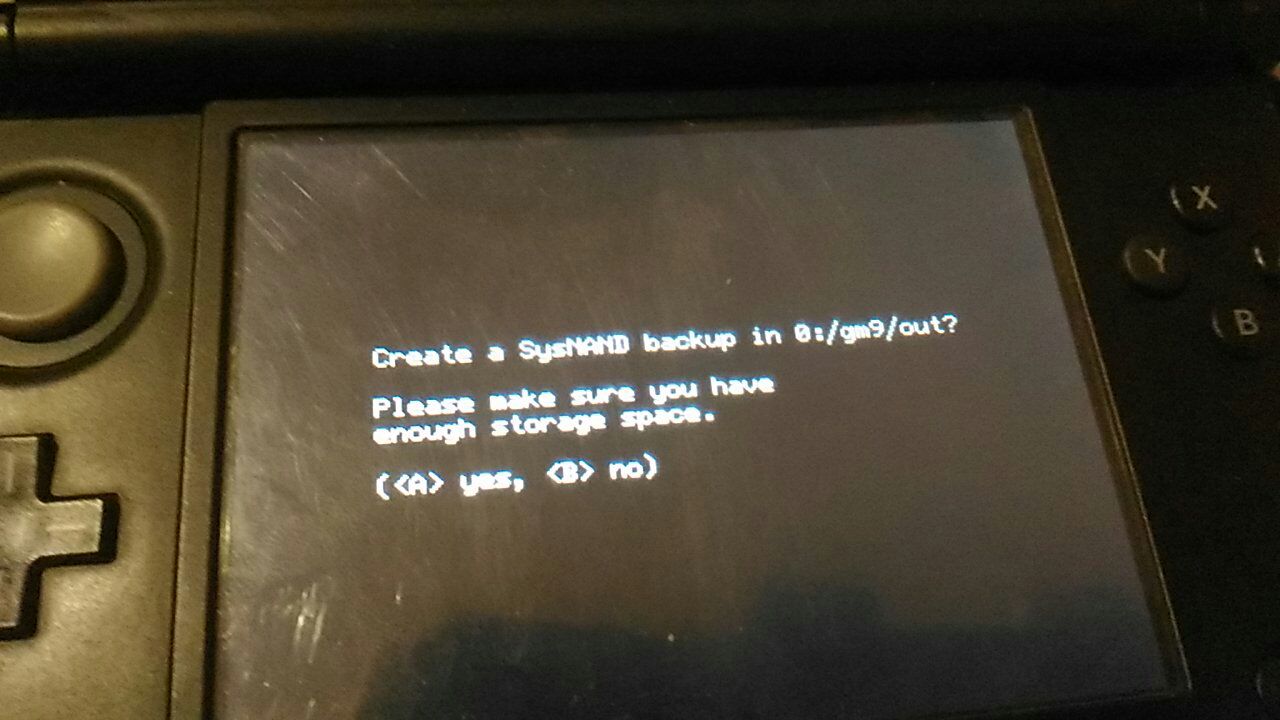 Create a SysNAND backup in 0:/gm9/out?
Please make sure you have
enough storage space.
(<A> yes, <B> no)
X
Y
B